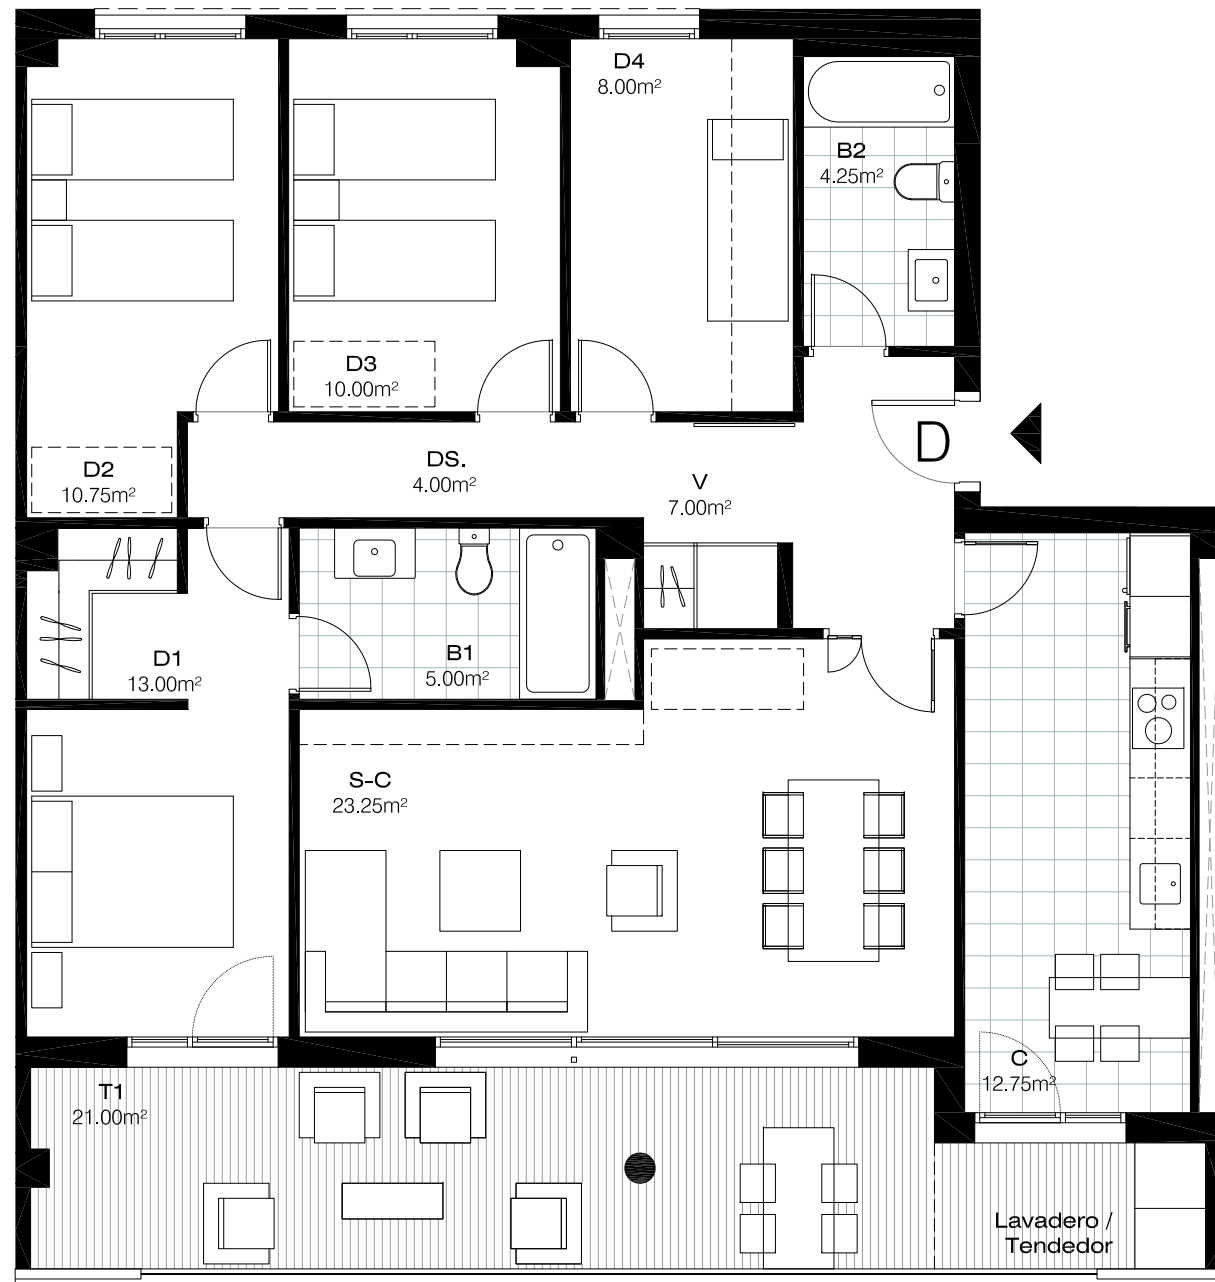 D4
8.00m²
B2
4.25m²
D3
10.00m²
D
D2
10.75m²
DS.
4.00m²
V
7.00m²
D1
13.00m²
B1
5.00m²
S-C
23.25m²
C
12.75m²
T1
21.00m²
Lavadero /
Tendedor